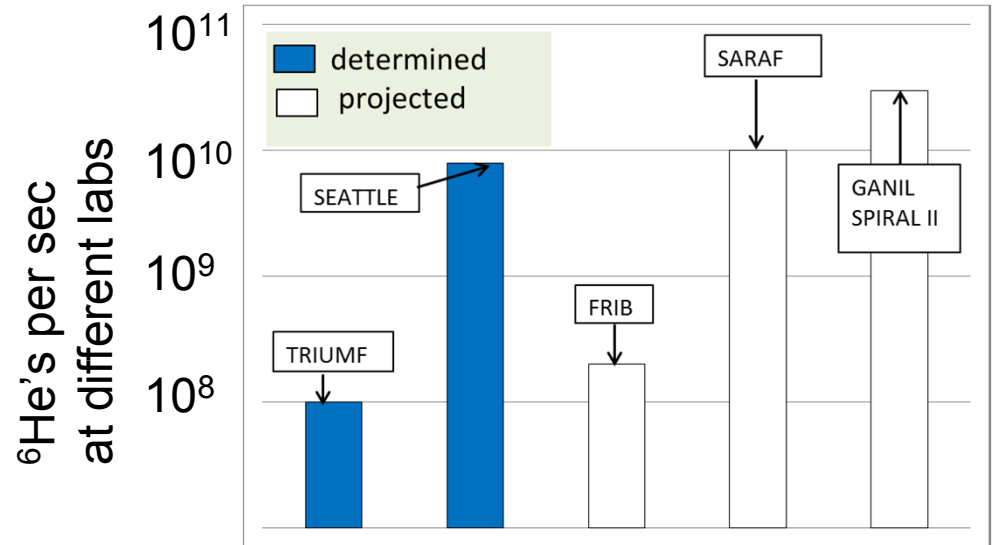 ⁶He's per sec
at different labs
10¹¹
10¹⁰
10⁹
10⁸
determined
projected
TRIUMF
SEATTLE
FRIB
SARAF
GANIL
SPIRAL II